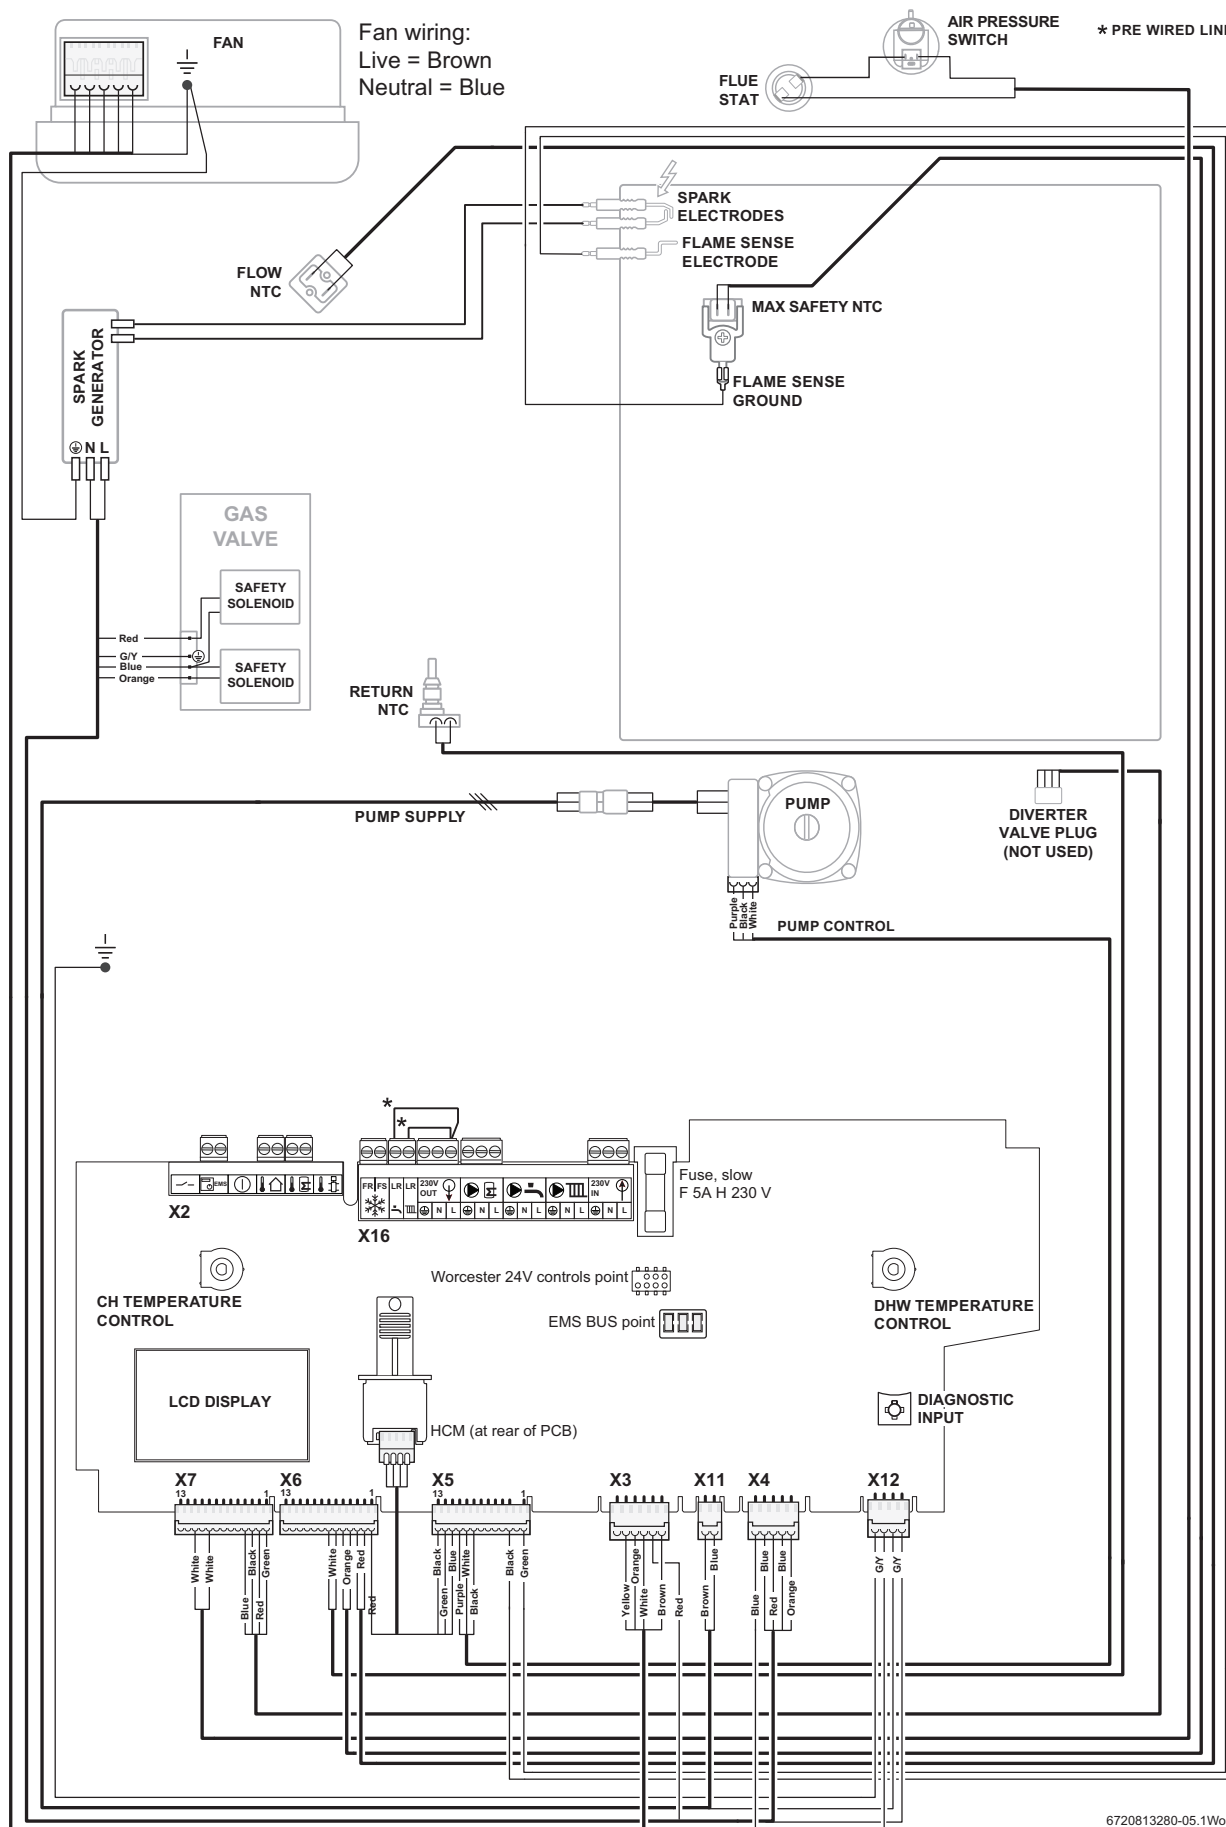 FAN
Fan wiring:
Live = Brown
Neutral = Blue
AIR PRESSURE
SWITCH
* PRE WIRED LIN
FLUE
STAT
SPARK
ELECTRODES
FLAME SENSE
ELECTRODE
FLOW
NTC
MAX SAFETY NTC
SPARK
GENERATOR
N L
FLAME SENSE
GROUND
GAS
VALVE
SAFETY
SOLENOID
Red
G/Y
Blue
Orange
SAFETY
SOLENOID
RETURN
NTC
PUMP SUPPLY
PUMP
DIVERTER
VALVE PLUG
(NOT USED)
Purple
Black
White
PUMP CONTROL
*
*
EMS
X2
FR FS LR LR 230V
OUT
230V
IN
N L N L N L N L N L
X16
Fuse, slow
F 5A H 230 V
Worcester 24V controls point
EMS BUS point
CH TEMPERATURE
CONTROL
DHW TEMPERATURE
CONTROL
LCD DISPLAY
HCM (at rear of PCB)
DIAGNOSTIC
INPUT
X7
13 1
X6
13 1
X5
13 1
X3
X11
X4
X12
White
White
Blue
Black
Red
Green
White
Orange
Red
Red
Black
Green
Blue
Purple
White
Black
Black
Green
Yellow
Orange
White
Brown
Red
Brown
Blue
Blue
Blue
Red
Blue
Orange
G/Y
G/Y
6720813280-05.1Wo